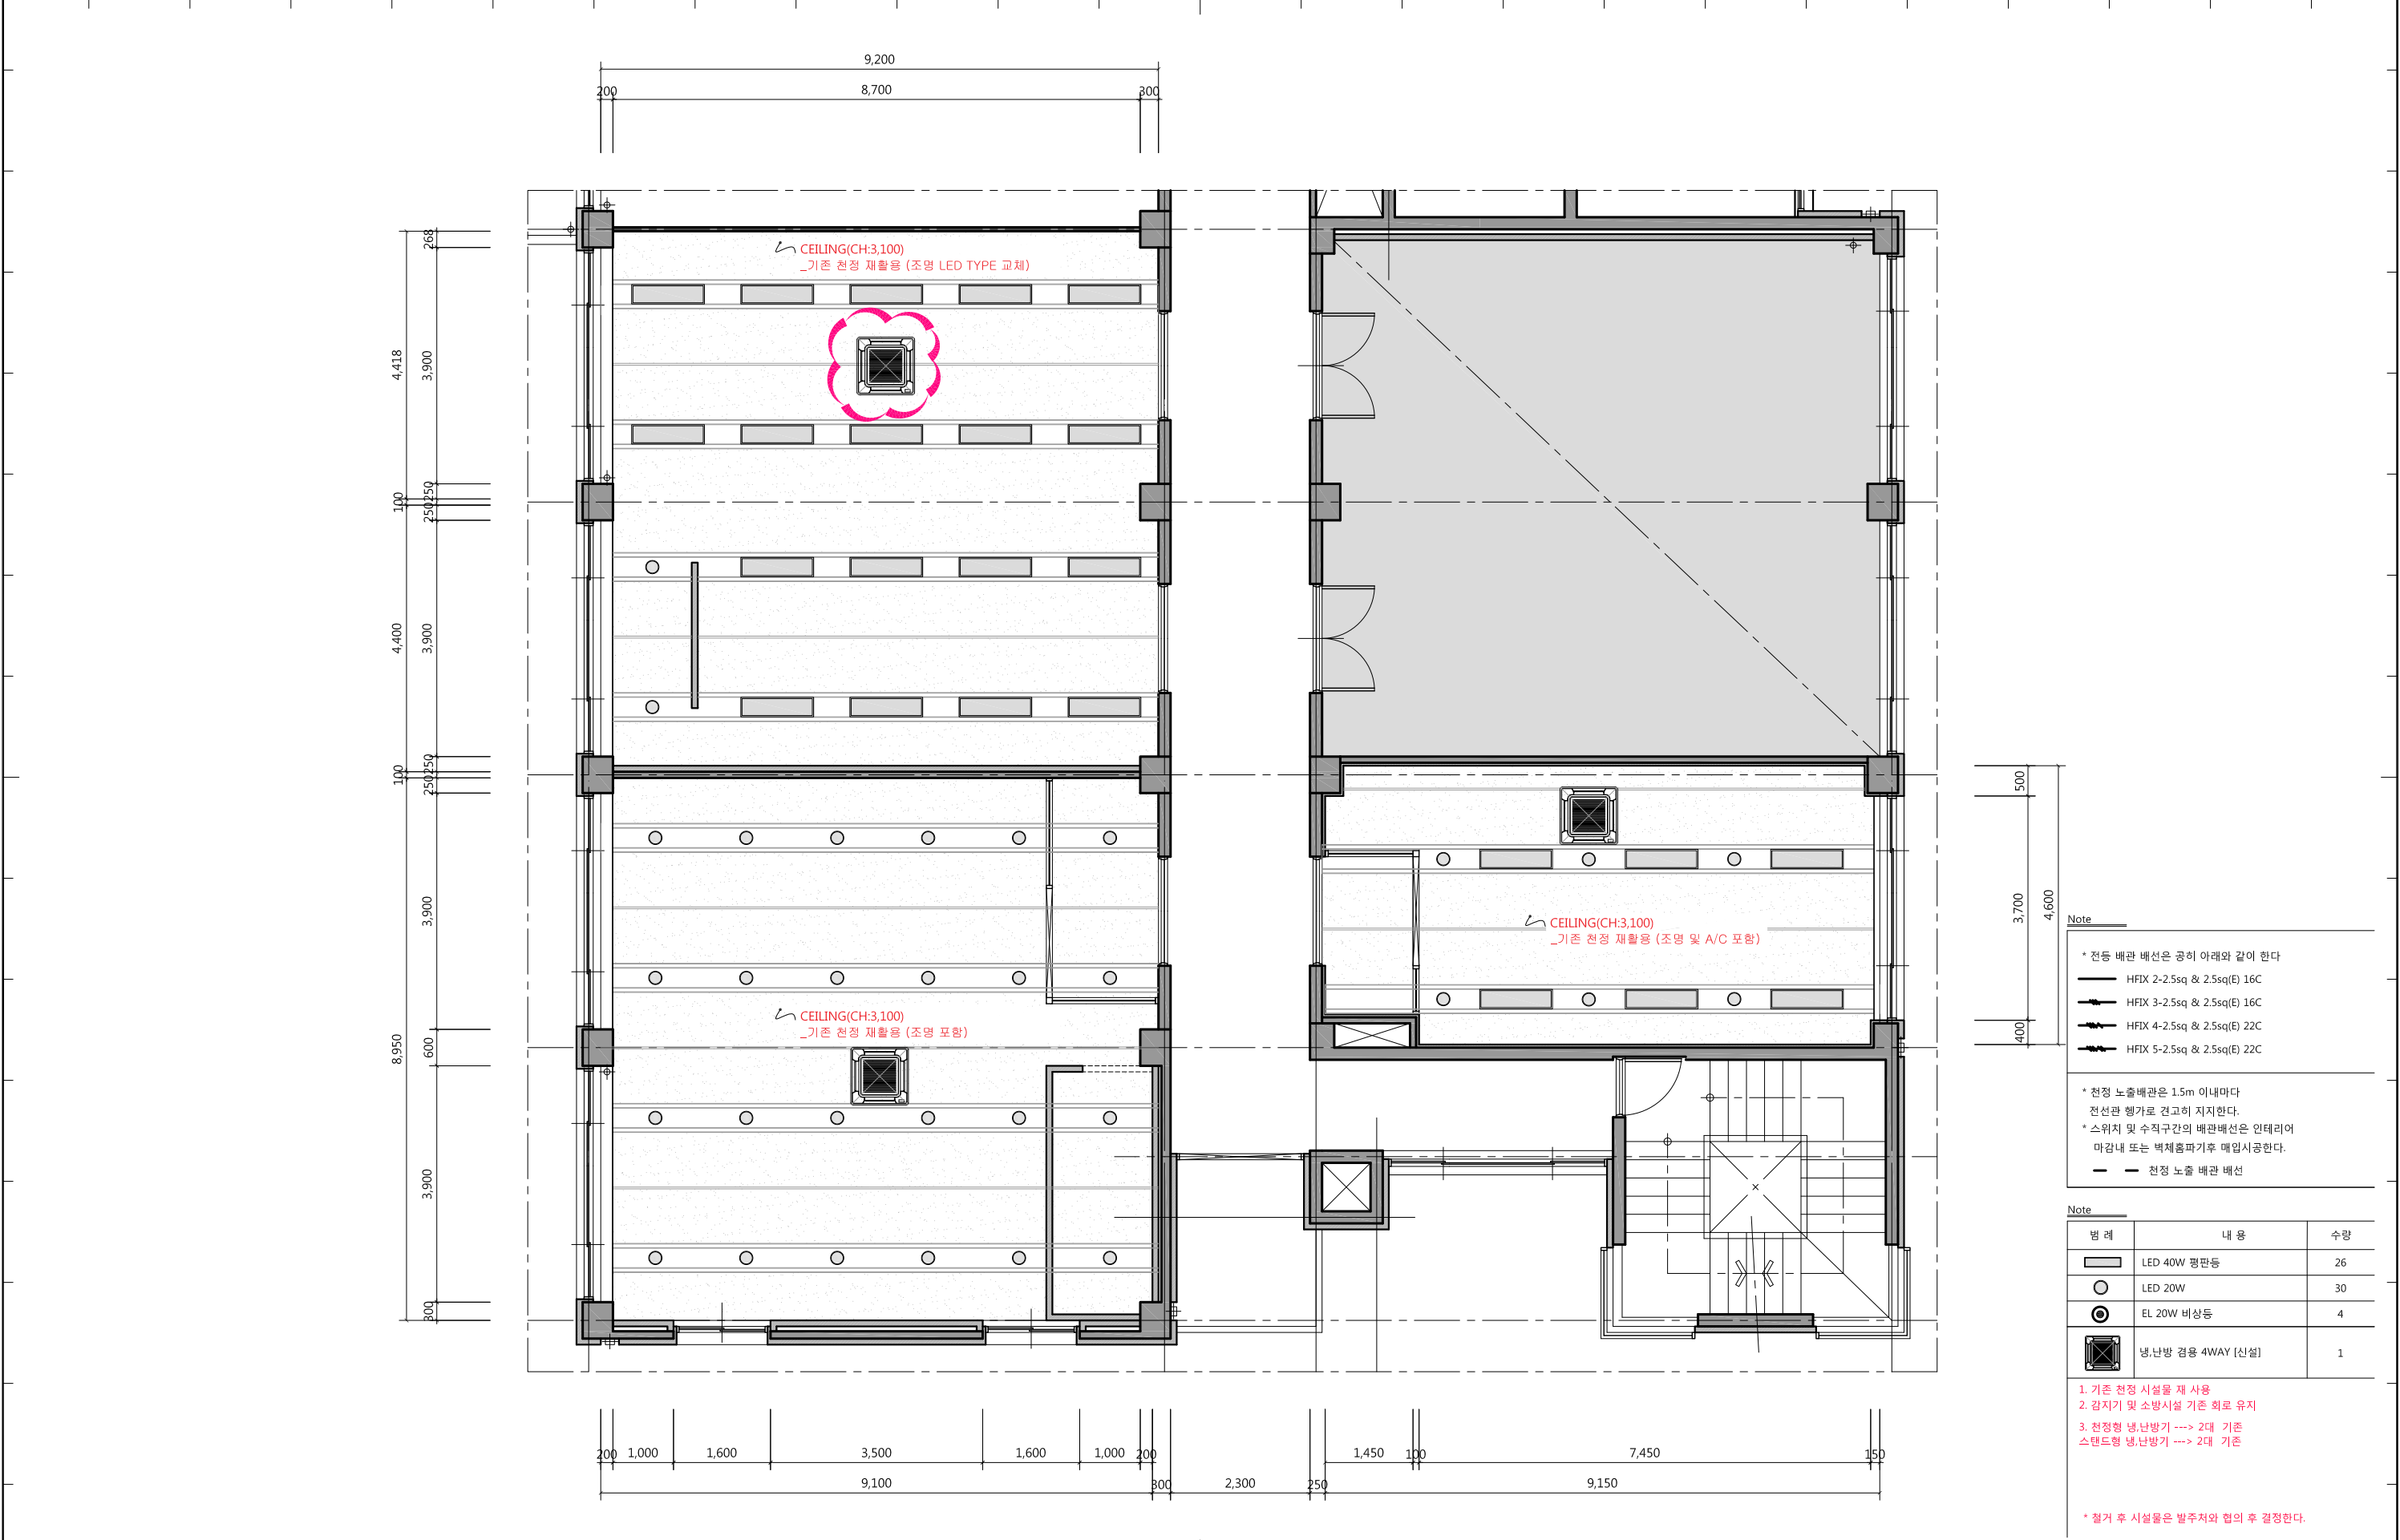 9,200
200
8,700
300
CEILING(CH:3,100)
_기존 천정 재활용 (조명 LED TYPE 교체)
268
4,418
3,900
250
100
250
4,400
3,900
250
100
250
3,900
8,950
600
3,900
300
CEILING(CH:3,100)
_기존 천정 재활용 (조명 포함)
CEILING(CH:3,100)
_기존 천정 재활용 (조명 및 A/C 포함)
500
3,700
4,600
400
200
1,000
1,600
3,500
1,600
1,000
200
1,450
100
7,450
150
9,100
300
2,300
250
9,150
Note
* 전등 배관 배선은 공히 아래와 같이 한다
HFIX 2-2.5sq & 2.5sq(E) 16C
HFIX 3-2.5sq & 2.5sq(E) 16C
HFIX 4-2.5sq & 2.5sq(E) 22C
HFIX 5-2.5sq & 2.5sq(E) 22C
* 천정 노출배관은 1.5m 이내마다
전선관 행가로 견고히 지지한다.
* 스위치 및 수직구간의 배관배선은 인테리어
마감내 또는 벽체홈파기후 매입시공한다.
천정 노출 배관 배선
Note
범 례 내 용 수량
LED 40W 평판등 26
LED 20W 30
EL 20W 비상등 4
냉,난방 겸용 4WAY [신설] 1
1. 기존 천정 시설물 재 사용
2. 감지기 및 소방시설 기존 회로 유지
3. 천정형 냉,난방기 ---> 2대 기존
스탠드형 냉,난방기 ---> 2대 기존
* 철거 후 시설물은 발주처와 협의 후 결정한다.